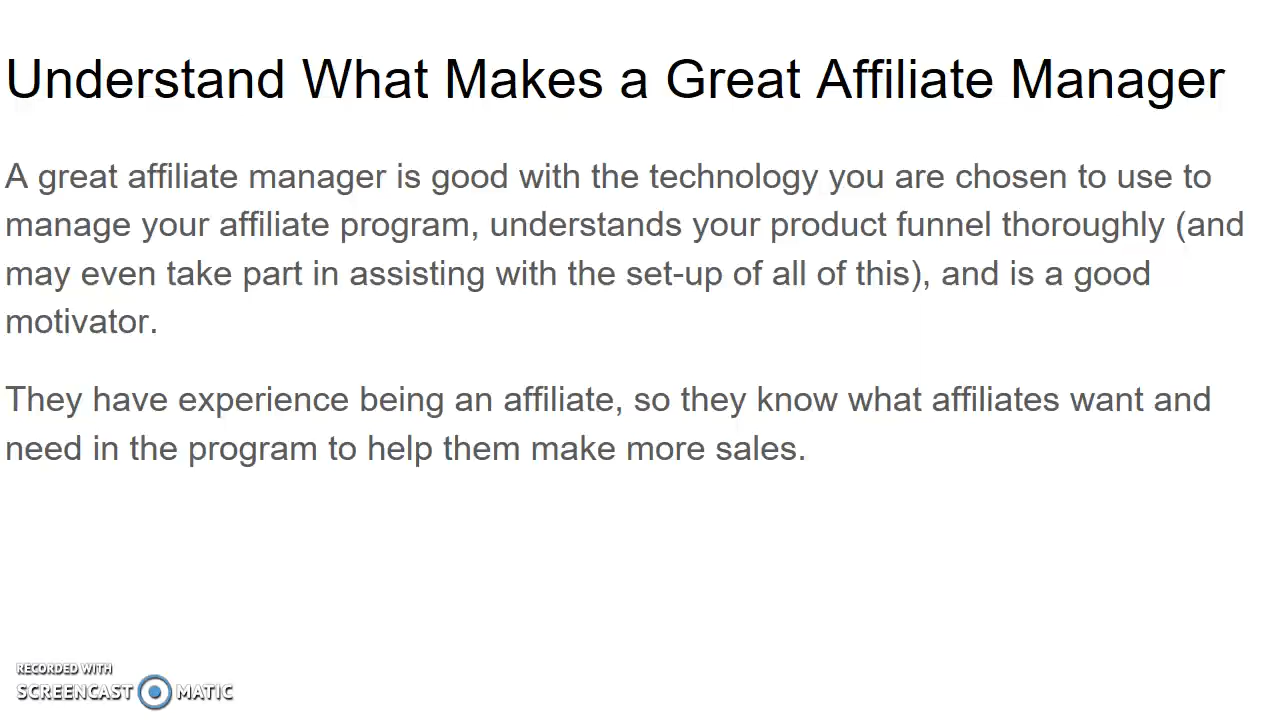 Understand What Makes a Great Affiliate Manager
A great affiliate manager is good with the technology you are chosen to use to
manage your affiliate program, understands your product funnel thoroughly (and
may even take part in assisting with the set-up of all of this), and is a good
motivator.
They have experience being an affiliate, so they know what affiliates want and
need in the program to help them make more sales.
RECORDED WITH
SCREENCAST MATIC